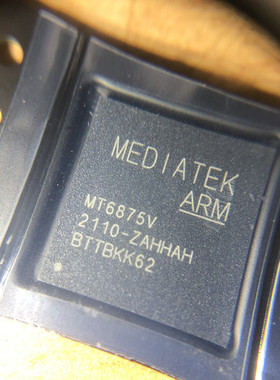 MEDIATEK
ARM
MT6875V
2110-ZAHHAH
BTTBKK62